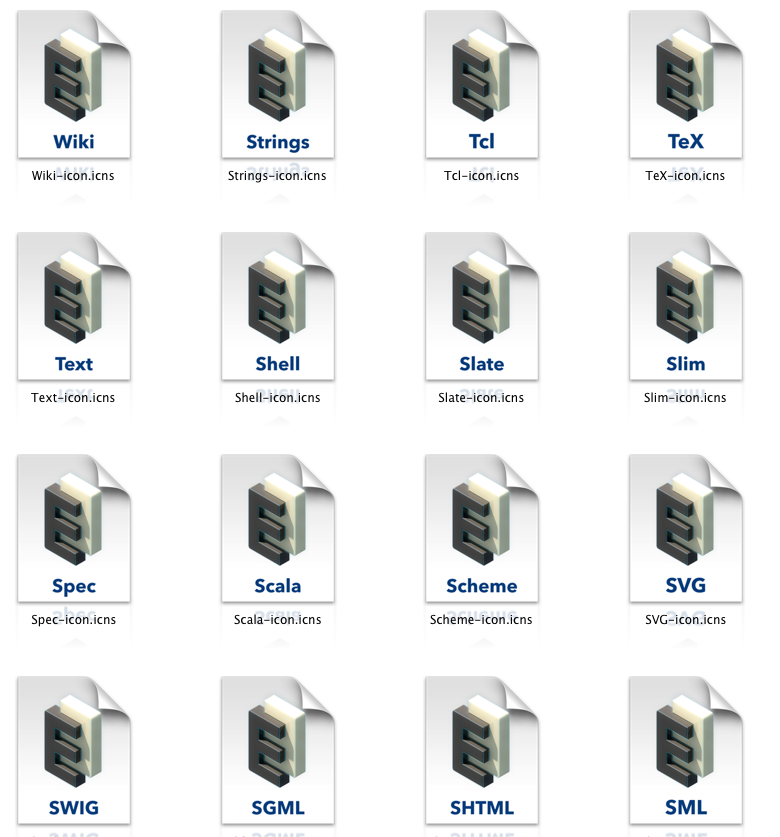 Wiki Strings Tcl TeX
Wiki-icon.icns Strings-icon.icns Tcl-icon.icns TeX-icon.icns
Text Shell Slate Slim
Text-icon.icns Shell-icon.icns Slate-icon.icns Slim-icon.icns
Spec Scala Scheme SVG
Spec-icon.icns Scala-icon.icns Scheme-icon.icns SVG-icon.icns
SWIG SGML SHTML SML